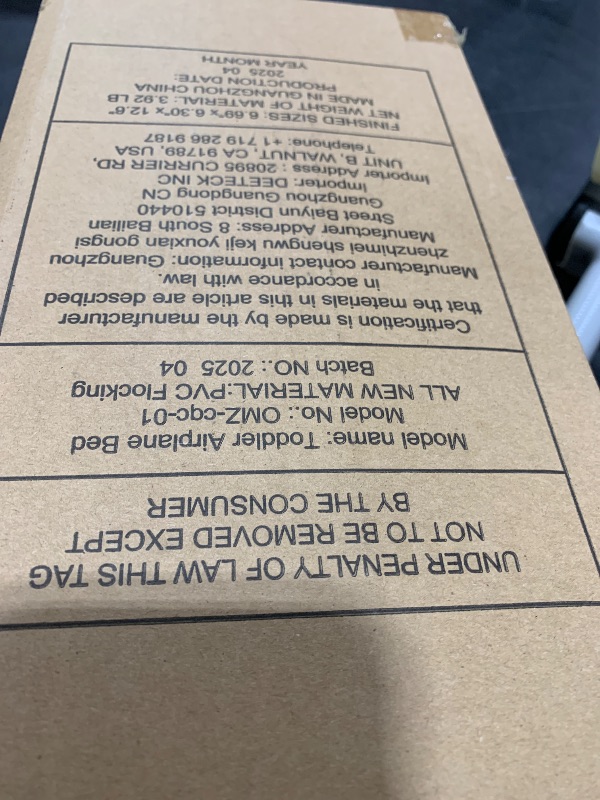 UNDER PENALTY OF LAW THIS TAG
NOT TO BE REMOVED EXCEPT
BY THE CONSUMER
Model name: Toddler Airplane Bed
Model No.: OMZ-cqc-01
ALL NEW MATERIAL:PVC Flocking
Batch NO.: 2025 04
Certification is made by the manufacturer
that the materials in this article are described
in accordance with law.
Manufacturer contact information: Guangzhou
zhenzhimei shengwu keji youxian gongsi
Manufacturer Address: 8 South Bailian
Street Baiyun District 510440
Guangzhou Guangdong CN
Importer: DEETECK INC
Importer Address : 20895 CURRIER RD,
UNIT B, WALNUT, CA 91789, USA
Telephone: +1 719 286 9187
FINISHED SIZES: 6.69"x 6.30"x 12.6"
NET WEIGHT OF MATERIAL: 3.92 LB
MADE IN GUANGZHOU CHINA
PRODUCTION DATE:
2025 04
YEAR MONTH